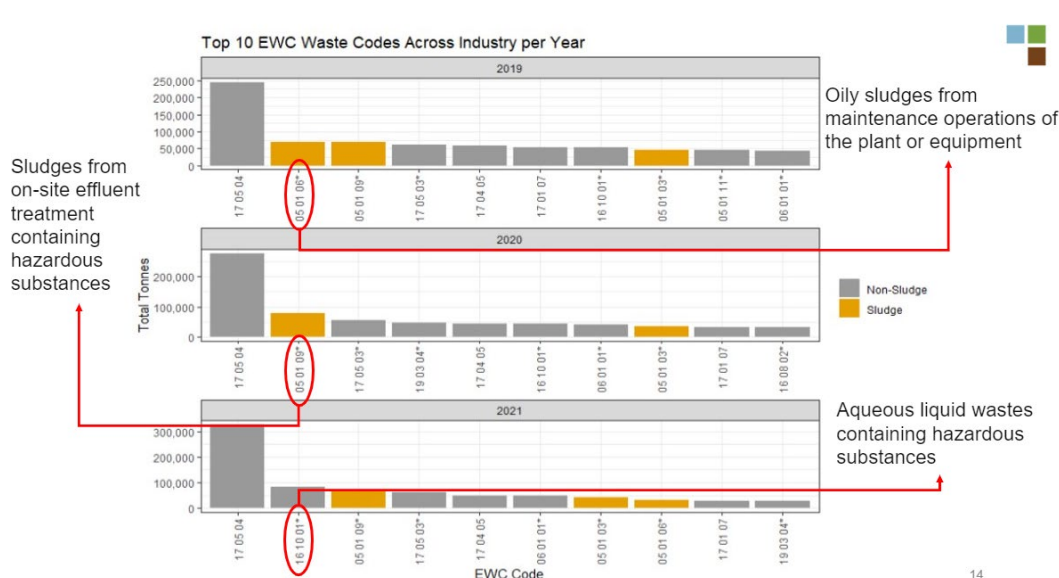 Top 10 EWC Waste Codes Across Industry per Year
2019
250,000
200,000
150,000
100,000
50,000
0
17 05 04
05 01 06*
05 01 09*
17 05 03*
17 04 05
17 01 07
16 10 01*
05 01 03*
05 01 11*
06 01 01*
Oily sludges from
maintenance operations of
the plant or equipment
Sludges from
on-site effluent
treatment
containing
hazardous
substances
Total Tonnes
2020
200,000
100,000
0
17 05 04
05 01 09*
17 05 03*
19 03 04*
17 04 05
16 10 01*
06 01 01*
05 01 03*
17 01 07
16 08 02*
Non-Sludge
Sludge
2021
300,000
200,000
100,000
0
17 05 04
16 10 01*
05 01 09*
17 05 03*
17 04 05
06 01 01*
05 01 03*
05 01 06*
17 01 07
19 03 04*
EWC Code
Aqueous liquid wastes
containing hazardous
substances
14